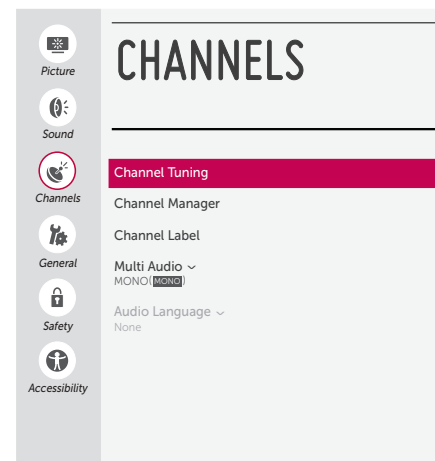 Picture
Sound
Channels
General
Safety
Accessibility
CHANNELS
Channel Tuning
Channel Manager
Channel Label
Multi Audio
MONO(MONO)
Audio Language
None